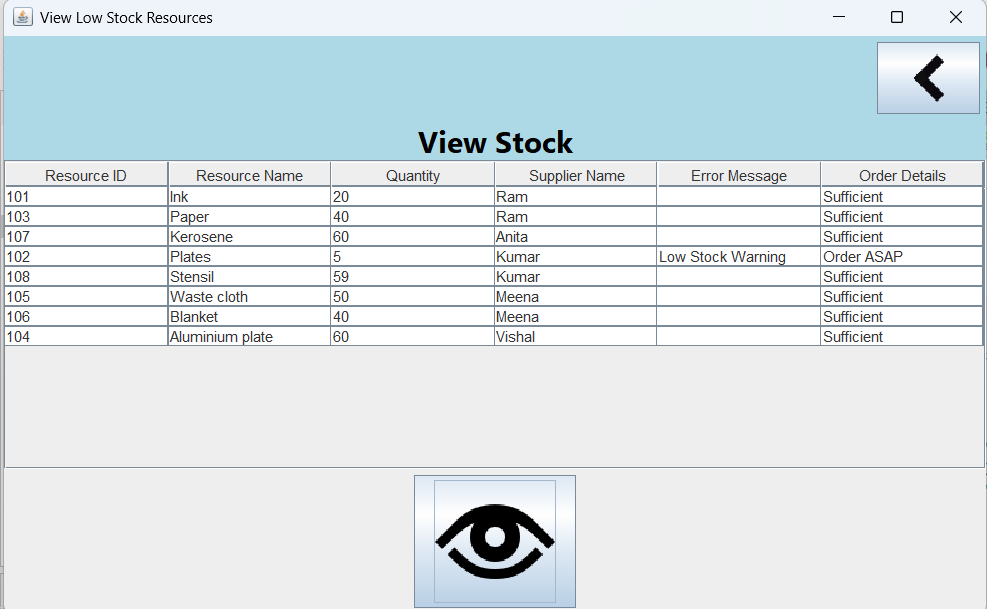 View Low Stock Resources
View Stock
Resource ID Resource Name Quantity Supplier Name Error Message Order Details
101 Ink 20 Ram Sufficient
103 Paper 40 Ram Sufficient
107 Kerosene 60 Anita Sufficient
102 Plates 5 Kumar Low Stock Warning Order ASAP
108 Stensil 59 Kumar Sufficient
105 Waste cloth 50 Meena Sufficient
106 Blanket 40 Meena Sufficient
104 Aluminium plate 60 Vishal Sufficient